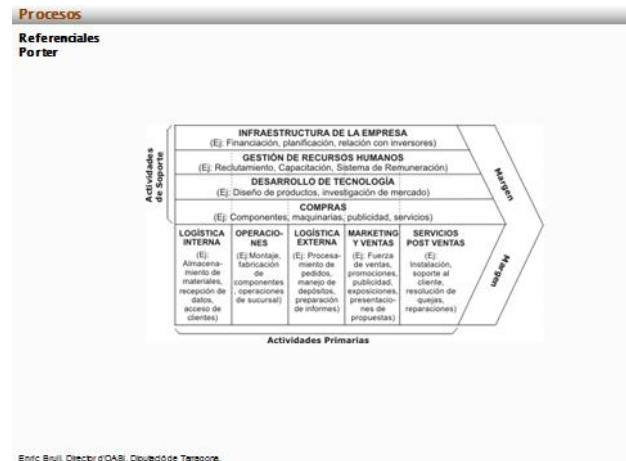 Procesos
Referenciales
Porter
INFRAESTRUCTURA DE LA EMPRESA
(Ej: Financiación, planificación, relación con inversores)
GESTIÓN DE RECURSOS HUMANOS
(Ej: Reclutamiento, Capacitación, Sistema de Remuneración)
DESARROLLO DE TECNOLOGÍA
(Ej: Diseño de productos, investigación de mercado)
COMPRAS
(Ej: Componentes, maquinarias, publicidad, servicios)
Actividades
de Soporte
LOGÍSTICA
INTERNA
(Ej:
Almacena-
miento de
materiales,
recepción de
datos,
acceso de
clientes)
OPERACIO-
NES
(Ej:Montaje,
fabricación
de
componentes
, operaciones
de sucursal)
LOGÍSTICA
EXTERNA
(Ej: Procesa-
miento de
pedidos,
manejo de
depósitos,
preparación
de informes)
MARKETING
Y VENTAS
(Ej: Fuerza
de ventas,
promociones,
publicidad,
exposiciones,
presentacio-
nes de
propuestas)
SERVICIOS
POST VENTAS
(Ej:
Instalación,
soporte al
cliente,
resolución de
quejas,
reparaciones)
Margen
Margen
Actividades Primarias
Enric Brull, Director d'OASI, Diputació de Tarragona.